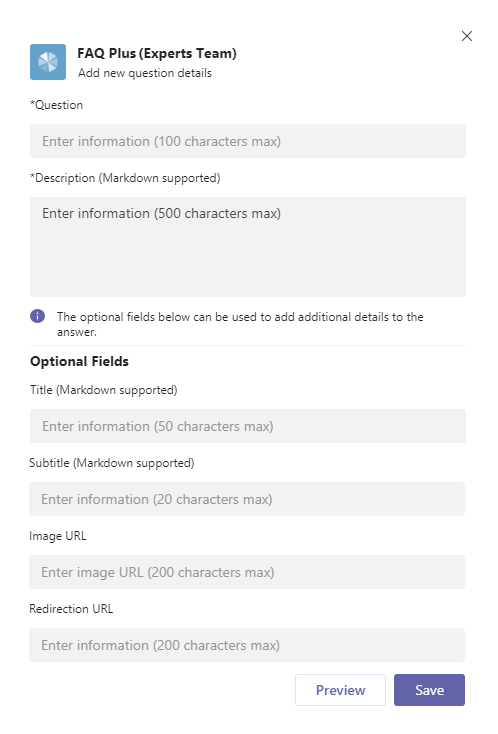 FAQ Plus (Experts Team)
Add new question details
*Question
Enter information (100 characters max)
*Description (Markdown supported)
Enter information (500 characters max)
The optional fields below can be used to add additional details to the
answer.
Optional Fields
Title (Markdown supported)
Enter information (50 characters max)
Subtitle (Markdown supported)
Enter information (20 characters max)
Image URL
Enter image URL (200 characters max)
Redirection URL
Enter information (200 characters max)
Preview Save